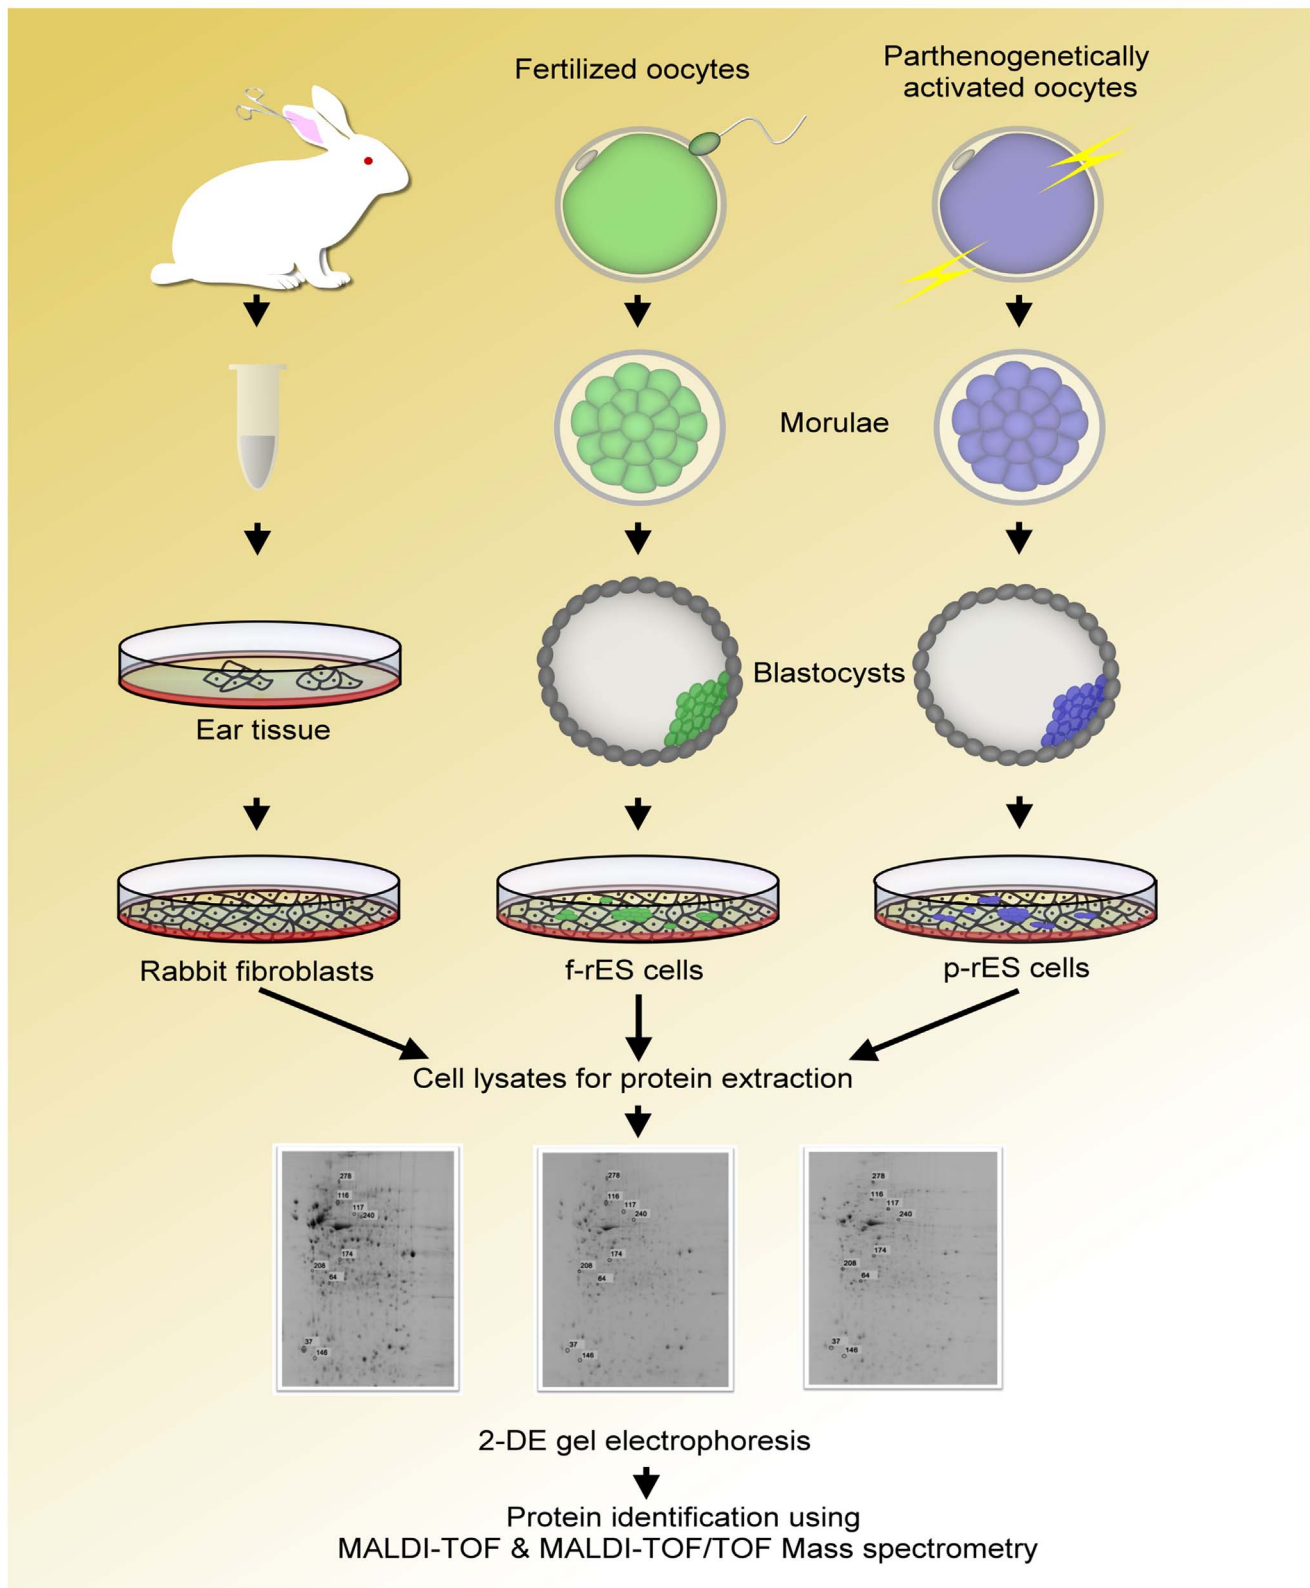 Fertilized oocytes
Parthenogenetically
activated oocytes
Morulae
Blastocysts
Ear tissue
Rabbit fibroblasts
f-rES cells
p-rES cells
Cell lysates for protein extraction
278
116
117
240
174
208
64
37
146
278
116
117
240
174
208
64
37
146
278
116
117
240
174
208
64
37
146
2-DE gel electrophoresis
Protein identification using
MALDI-TOF & MALDI-TOF/TOF Mass spectrometry